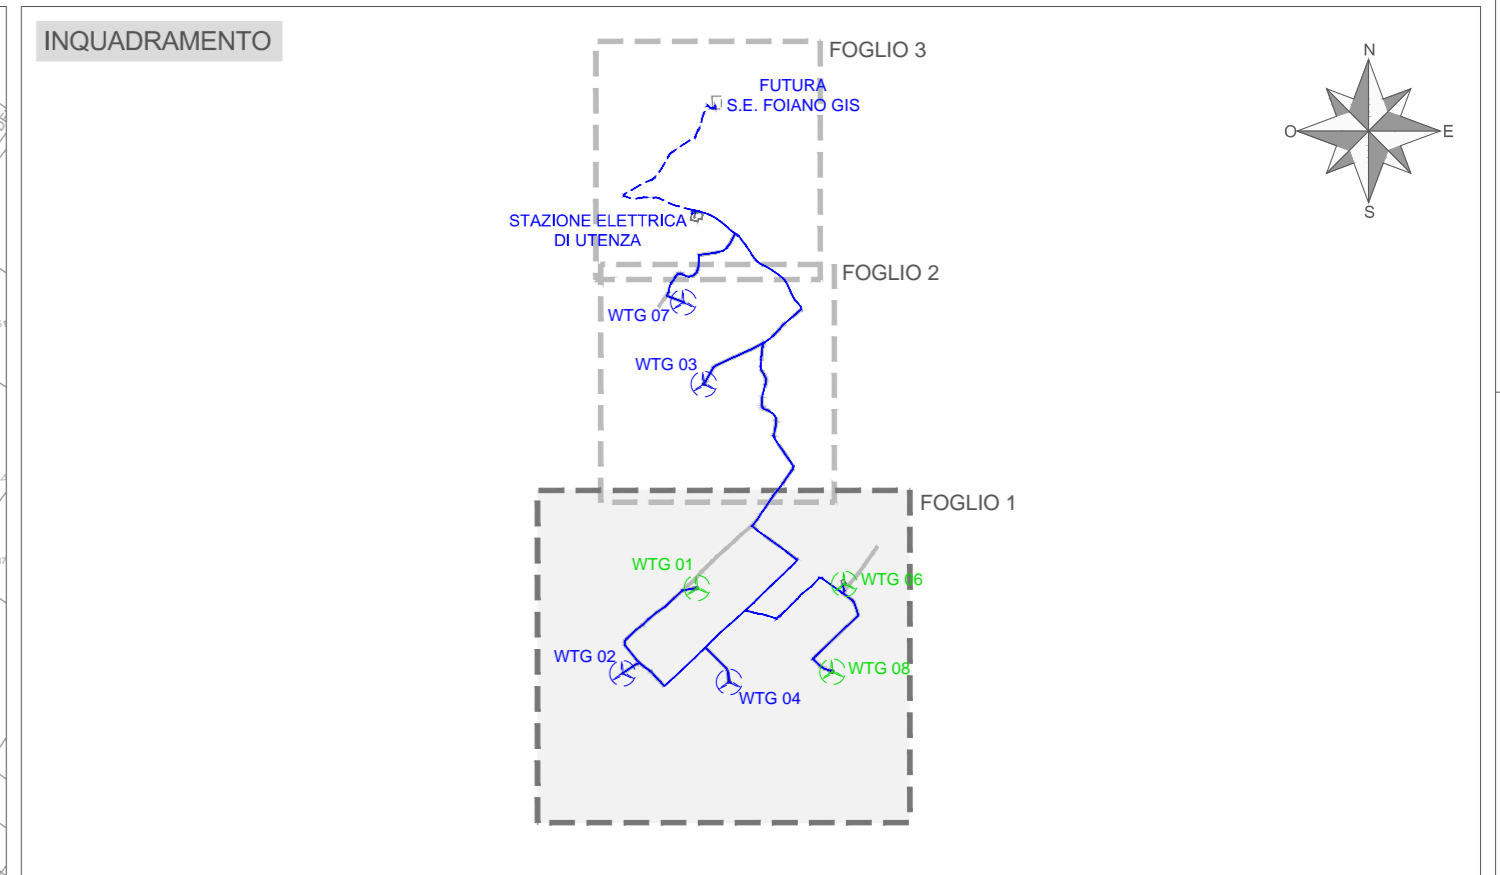 INQUADRAMENTO
FOGLIO 3
N
FUTURA
S.E. FOIANO GIS
O
E
S
STAZIONE ELETTRICA
DI UTENZA
FOGLIO 2
WTG 07
WTG 03
FOGLIO 1
WTG 01
WTG 06
WTG 02
WTG 08
WTG 04